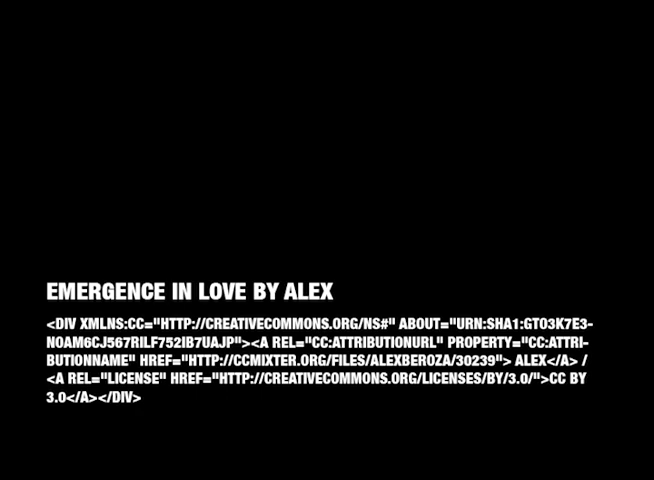 EMERGENCE IN LOVE BY ALEX
<DIV XMLNS:CC="HTTP://CREATIVECOMMONS.ORG/NS#" ABOUT="URN:SHA1:GTO3K7E3-
NOAM6CJ567RILF752IB7UAJP"><A REL="CC:ATTRIBUTIONURL" PROPERTY="CC:ATTRI-
BUTIONNAME" HREF="HTTP://CCMIXTER.ORG/FILES/ALEXBEROZA/30239"> ALEX</A> /
<A REL="LICENSE" HREF="HTTP://CREATIVECOMMONS.ORG/LICENSES/BY/3.0/">CC BY
3.0</A></DIV>